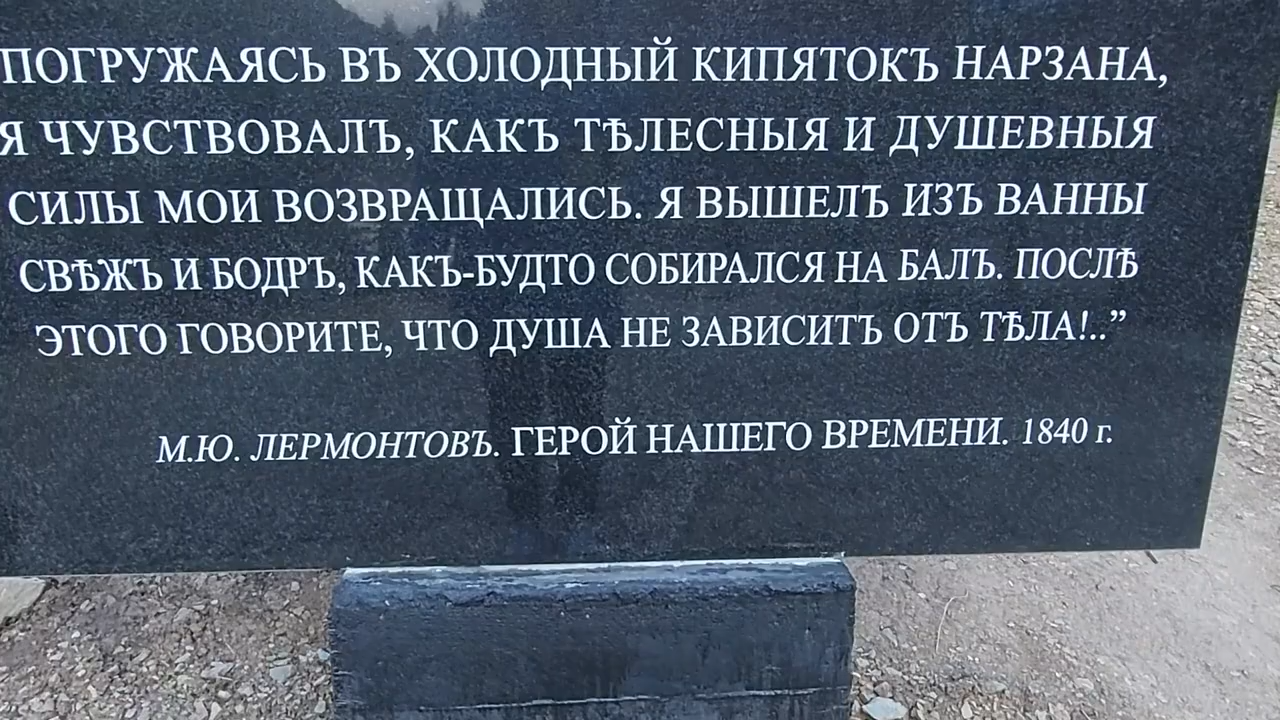 ПОГРУЖАЯСЬ ВЪ ХОЛОДНЫЙ КИПЯТОКЪ НАРЗАНА,
Я ЧУВСТВОВАЛЪ, КАКЪ ТѢЛЕСНЫЯ И ДУШЕВНЫЯ
СИЛЫ МОИ ВОЗВРАЩАЛИСЬ. Я ВЫШЕЛЪ ИЗЪ ВАННЫ
СВѢЖЪ И БОДРЪ, КАКЪ-БУДТО СОБИРАЛСЯ НА БАЛЪ. ПОСЛѢ
ЭТОГО ГОВОРИТЕ, ЧТО ДУША НЕ ЗАВИСИТЪ ОТЪ ТѢЛА!..”
М.Ю. ЛЕРМОНТОВЪ. ГЕРОЙ НАШЕГО ВРЕМЕНИ. 1840 г.